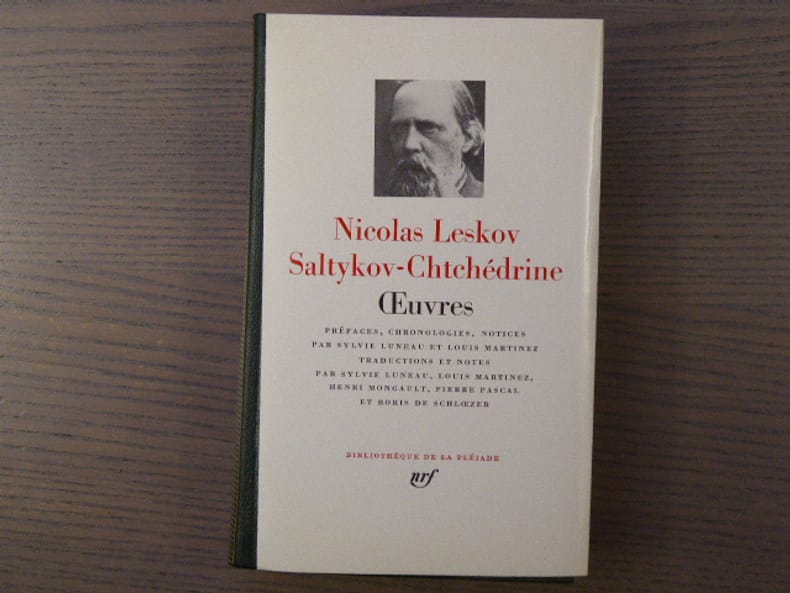 Nicolas Leskov
Saltykov-Chtchédrine
Œuvres
PRÉFACES, CHRONOLOGIES, NOTICES
PAR SYLVIE LUNEAU ET LOUIS MARTINEZ
TRADUCTIONS ET NOTES
PAR SYLVIE LUNEAU, LOUIS MARTINEZ,
HENRI MONGAULT, PIERRE PASCAL
ET BORIS DE SCHLŒZER
BIBLIOTHÈQUE DE LA PLÉIADE
nrf